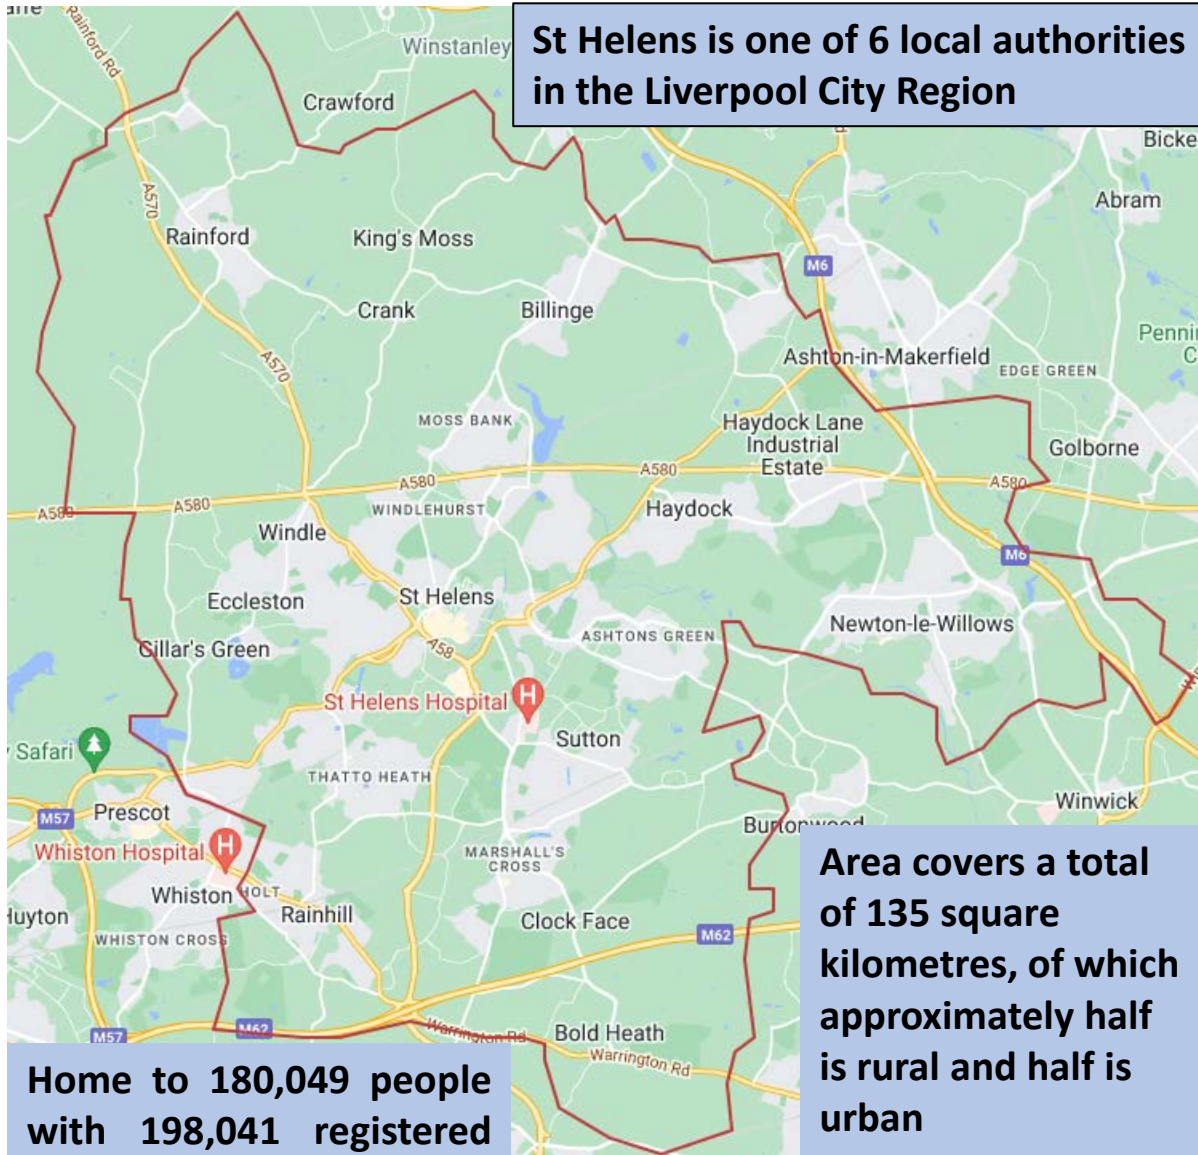 Rainford Rd
Winstanley
St Helens is one of 6 local authorities
in the Liverpool City Region
Crawford
Abram
A570
Rainford
King's Moss
M6
Crank
Billinge
A570
Ashton-in-Makerfield
EDGE GREEN
MOSS BANK
Haydock Lane
Industrial
Estate
Golborne
A580
A580
A580
A580
A580
WINDLEHURST
Haydock
Windle
M6
Eccleston
St Helens
ASHTONS GREEN
Newton-le-Willows
Gillar's Green
A58
St Helens Hospital
H
Sutton
Safari
THATTO HEATH
Prescot
M57
Winwick
Burtonwood
Whiston Hospital
H
MARSHALL'S
CROSS
Whiston
HOLT
Rainhill
Clock Face
Huyton
WHISTON CROSS
M62
Area covers a total
of 135 square
kilometres, of which
approximately half
is rural and half is
urban
M57
M62
Warrington Rd
Bold Heath
Warrington Rd
Home to 180,049 people
with 198,041 registered